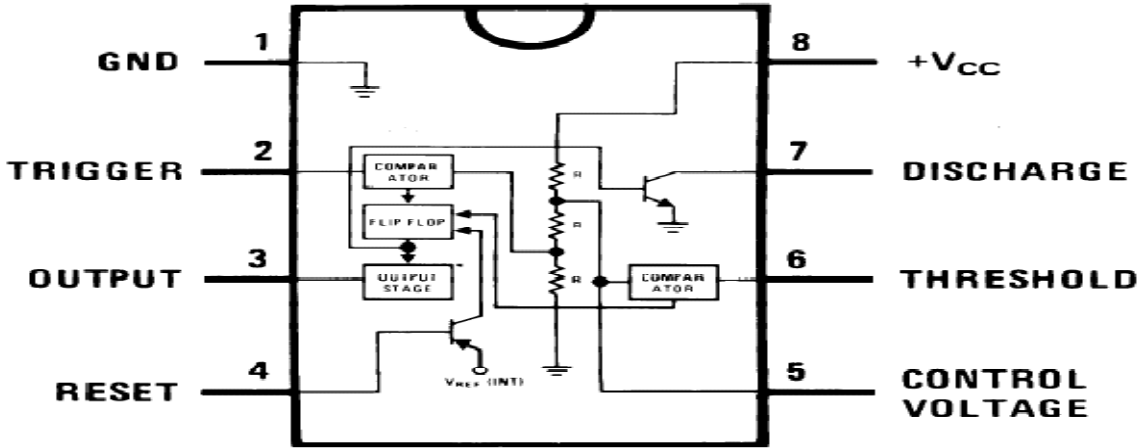 1
GND
2
TRIGGER
3
OUTPUT
4
RESET
8
+VCC
7
DISCHARGE
6
THRESHOLD
5
CONTROL
VOLTAGE
COMPAR
ATOR
FLIP FLOP
OUTPUT
STAGE
VREF (INT)
R
R
R
COMPAR
ATOR